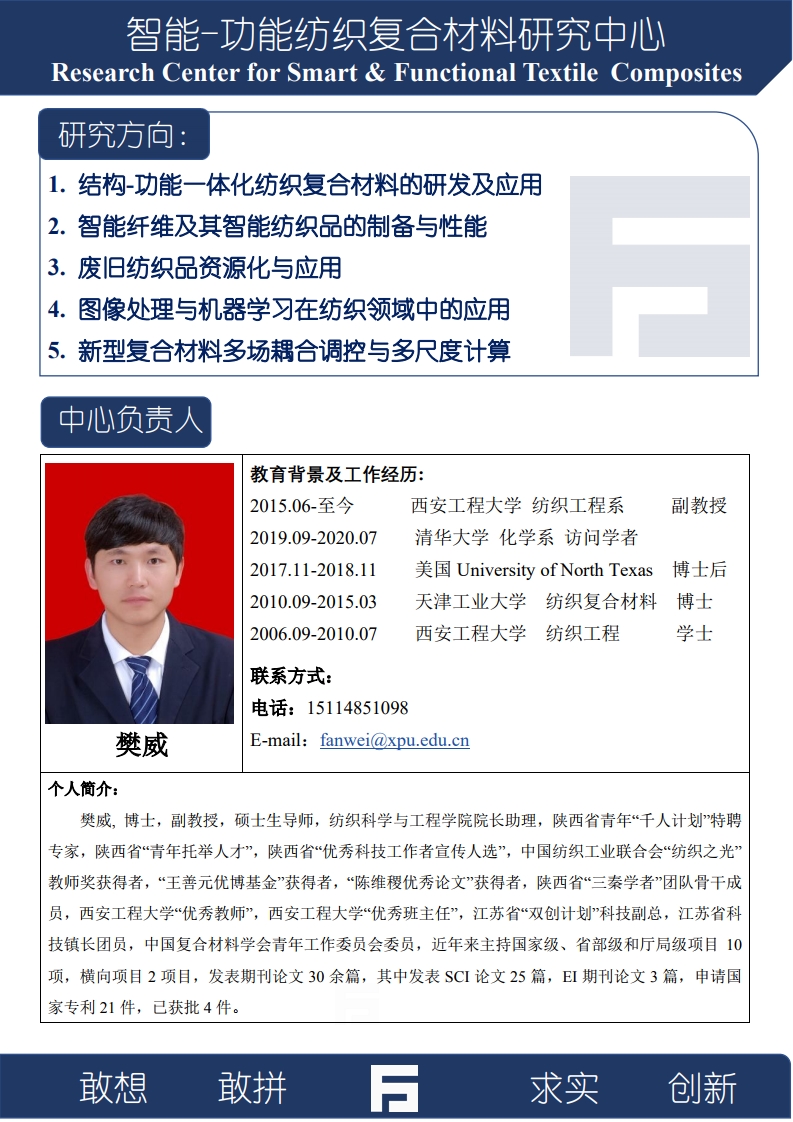 智能-功能纺织复合材料研究中心
Research Center for Smart & Functional Textile Composites
研究方向:
1. 结构-功能一体化纺织复合材料的研发及应用
2. 智能纤维及其智能纺织品的制备与性能
3. 废旧纺织品资源化与应用
4. 图像处理与机器学习在纺织领域中的应用
5. 新型复合材料多场耦合调控与多尺度计算
中心负责人
樊威
教育背景及工作经历:
2015.06-至今 西安工程大学 纺织工程系 副教授
2019.09-2020.07 清华大学 化学系 访问学者
2017.11-2018.11 美国 University of North Texas 博士后
2010.09-2015.03 天津工业大学 纺织复合材料 博士
2006.09-2010.07 西安工程大学 纺织工程 学士
联系方式:
电话：15114851098
E-mail：fanwei@xpu.edu.cn
个人简介:
樊威, 博士，副教授，硕士生导师，纺织科学与工程学院院长助理，陕西省青年“千人计划”特聘
专家，陕西省“青年托举人才”，陕西省“优秀科技工作者宣传人选”，中国纺织工业联合会“纺织之光”
教师奖获得者，“王善元优博基金”获得者，“陈维稷优秀论文”获得者，陕西省“三秦学者”团队骨干成
员，西安工程大学“优秀教师”，西安工程大学“优秀班主任”，江苏省“双创计划”科技副总，江苏省科
技镇长团员，中国复合材料学会青年工作委员会委员，近年来主持国家级、省部级和厅局级项目 10
项，横向项目 2 项目，发表期刊论文 30 余篇，其中发表 SCI 论文 25 篇，EI 期刊论文 3 篇，申请国
家专利 21 件，已获批 4 件。
敢想 敢拼 求实 创新